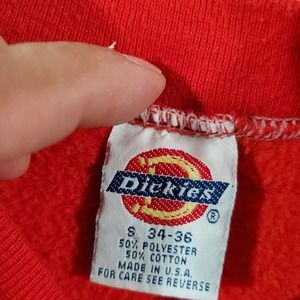 Dickies
®
S 34-36
50% POLYESTER
50% COTTON
MADE IN U.S.A.
FOR CARE SEE REVERSE